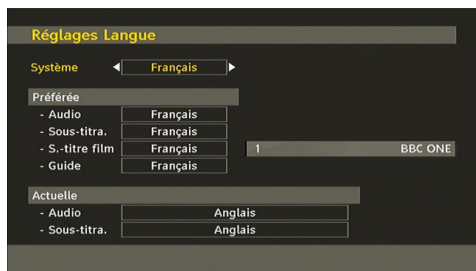 Réglages Langue
Système Français
Préférée
- Audio Français
- Sous-titra. Français
- S.-titre film Français 1 BBC ONE
- Guide Français
Actuelle
- Audio Anglais
- Sous-titra. Anglais